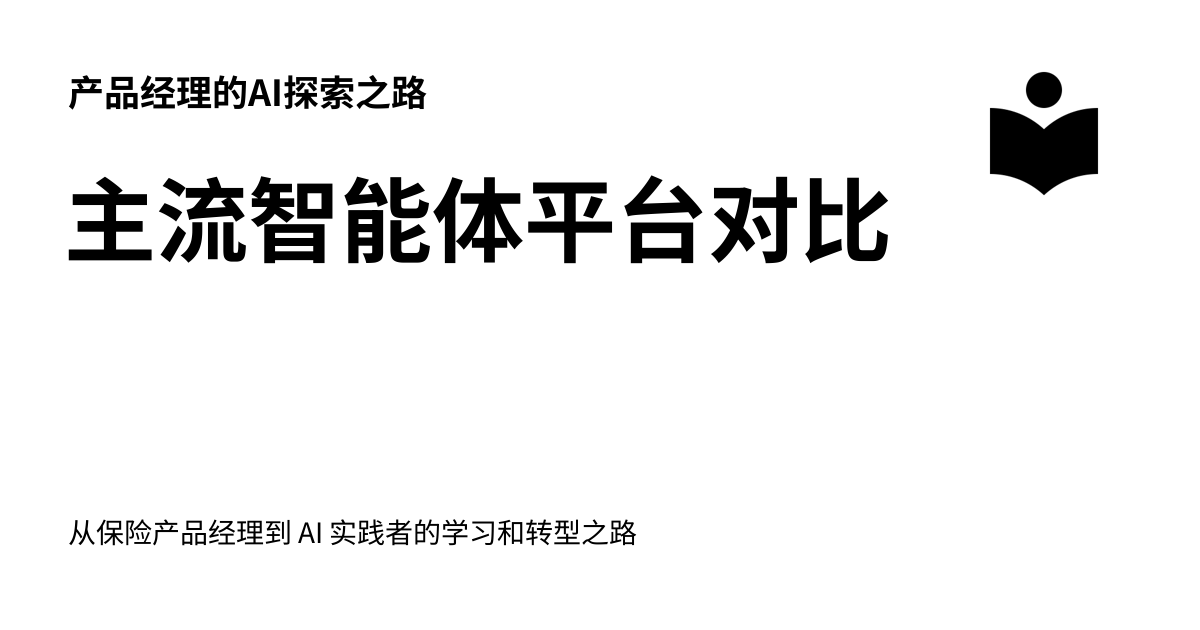 产品经理的AI探索之路
主流智能体平台对比
从保险产品经理到 AI 实践者的学习和转型之路